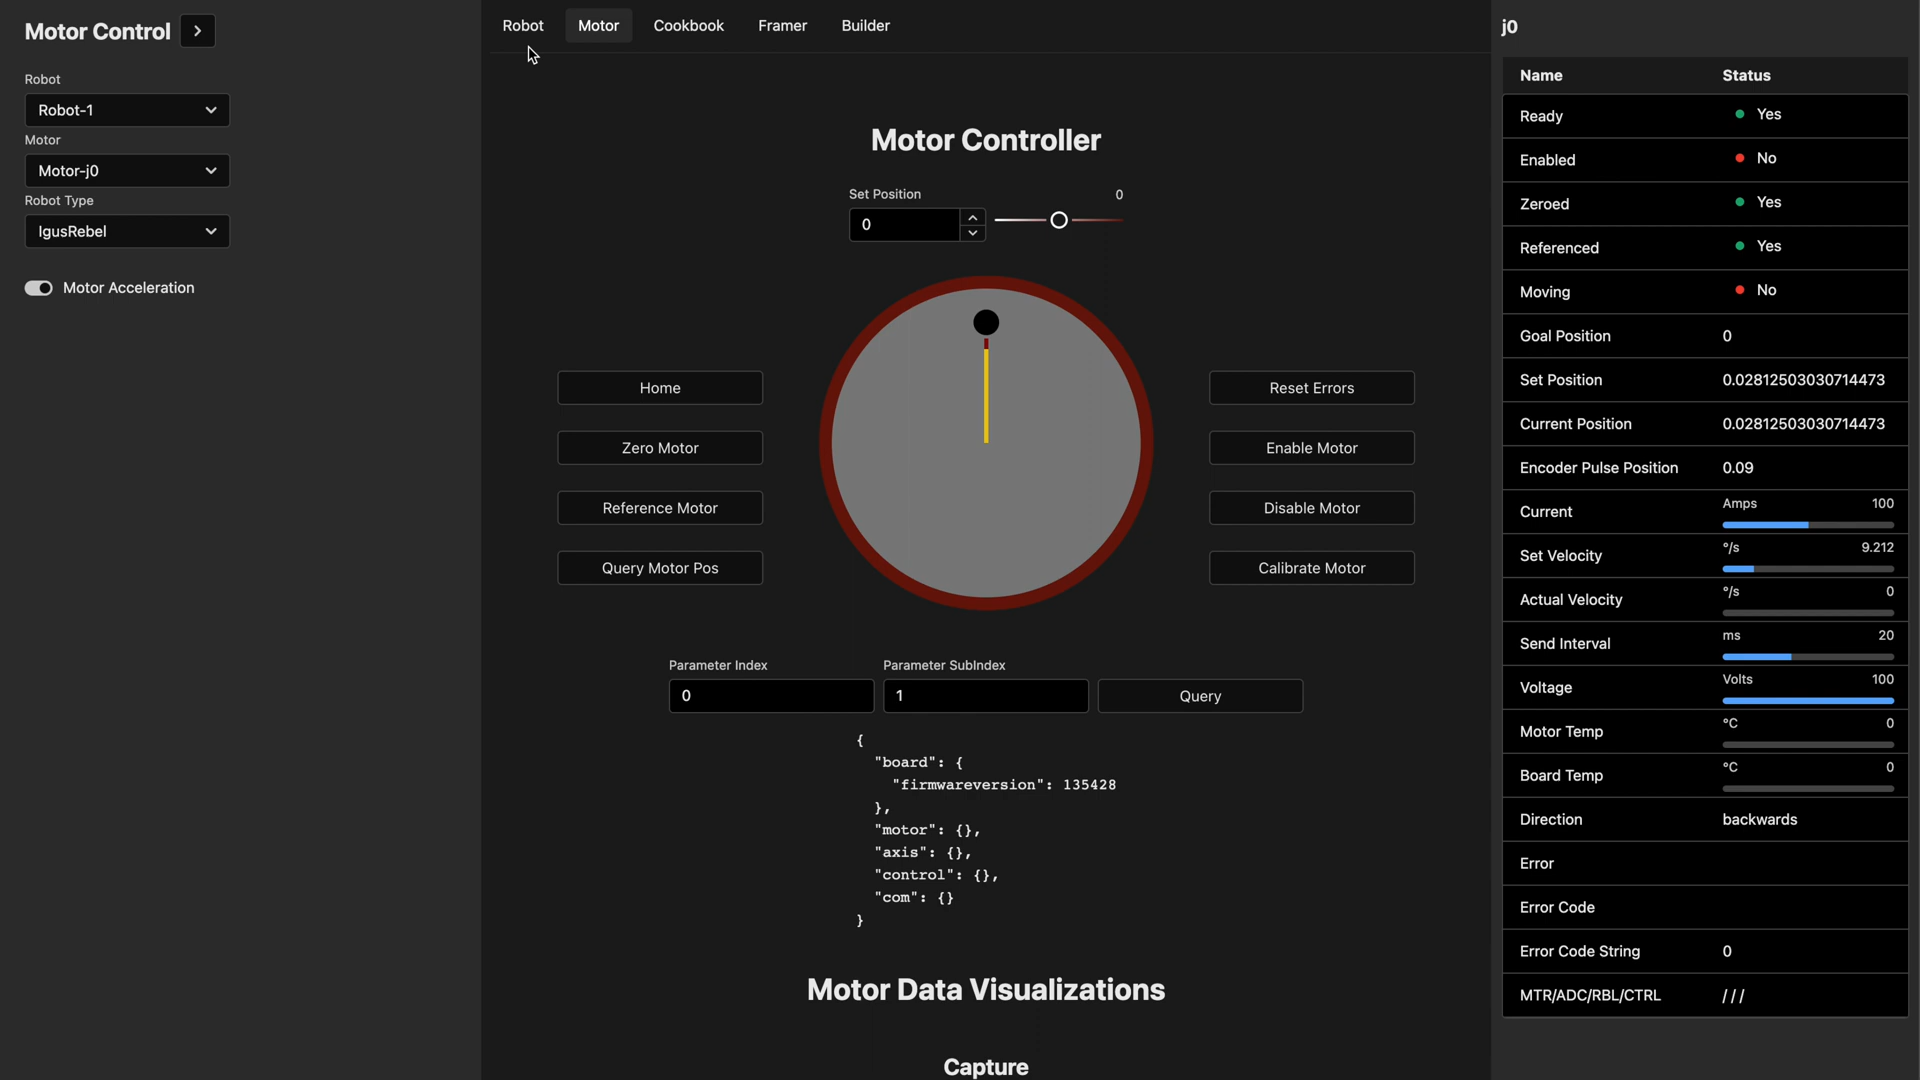 Motor Control
Robot
Robot-1
Motor
Motor-j0
Robot Type
IgusRebel
Motor Acceleration
Robot Motor Cookbook Framer Builder
Motor Controller
Set Position 0
0
Home
Zero Motor
Reference Motor
Query Motor Pos
Reset Errors
Enable Motor
Disable Motor
Calibrate Motor
Parameter Index
0
Parameter SubIndex
1
Query
{
"board": {
"firmwareversion": 135428
},
"motor": {},
"axis": {},
"control": {},
"com": {}
}
Motor Data Visualizations
Capture
j0
Name Status
Ready Yes
Enabled No
Zeroed Yes
Referenced Yes
Moving No
Goal Position 0
Set Position 0.02812503030714473
Current Position 0.02812503030714473
Encoder Pulse Position 0.09
Current Amps 100
Set Velocity °/s 9.212
Actual Velocity °/s 0
Send Interval ms 20
Voltage Volts 100
Motor Temp °C 0
Board Temp °C 0
Direction backwards
Error
Error Code
Error Code String 0
MTR/ADC/RBL/CTRL / / /